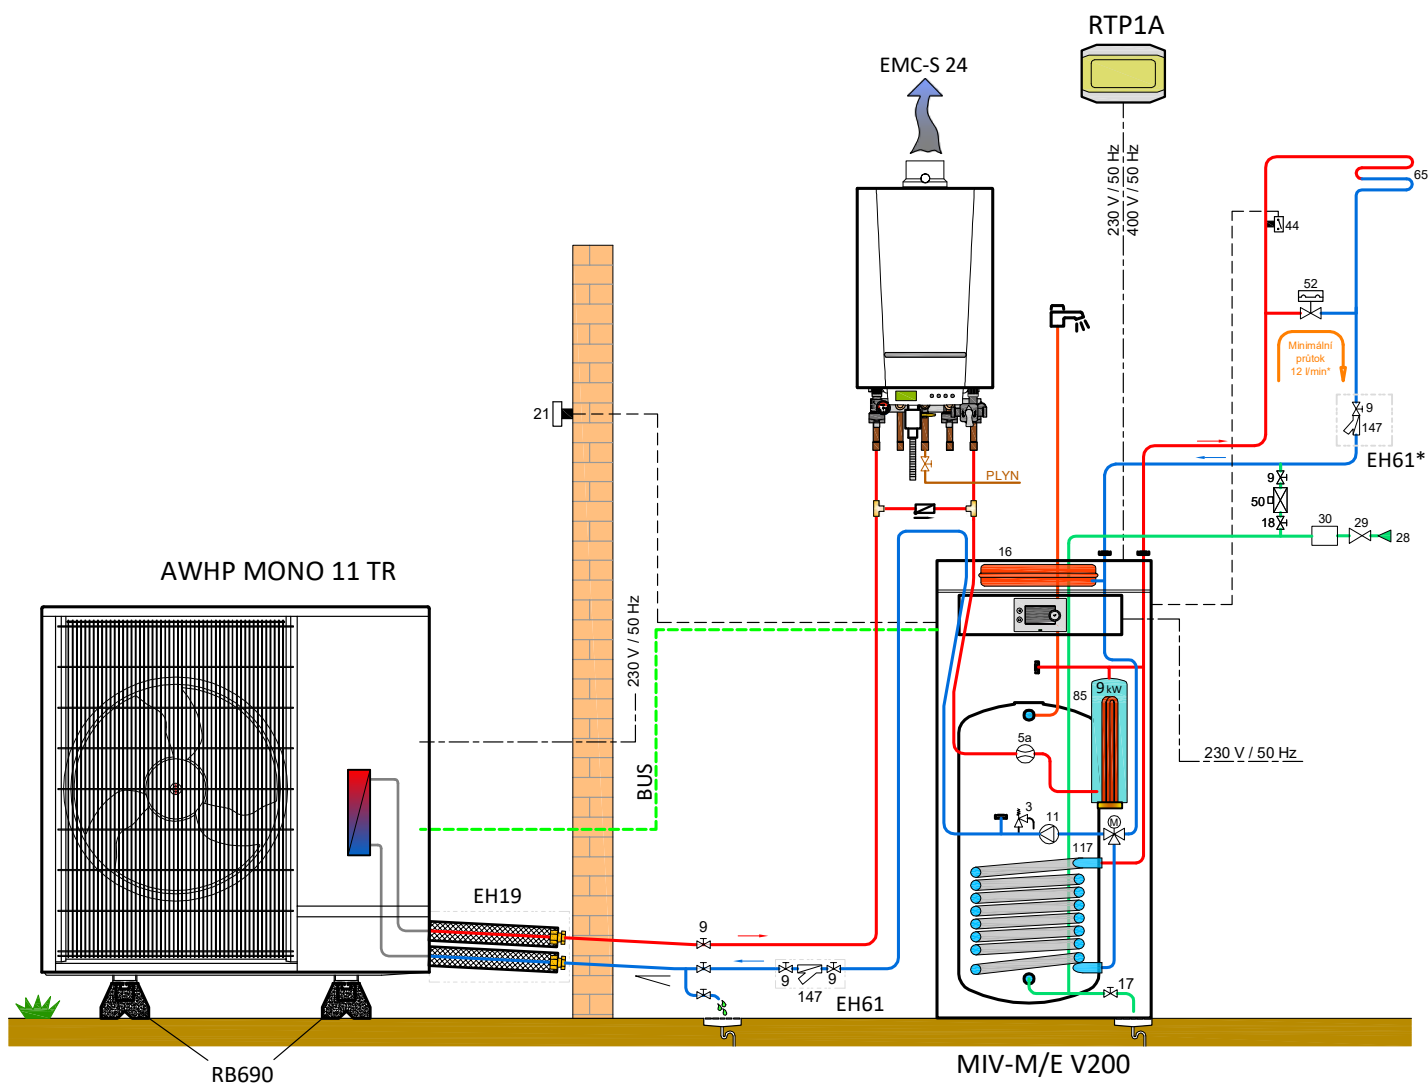 RTP1A
EMC-S 24
230 V / 50 Hz
400 V / 50 Hz
65
44
52
Minimální
průtok
12 l/min*
21
9
147
EH61*
PLYN
9
50
18
30
29
28
16
AWHP MONO 11 TR
230 V / 50 Hz
9 kW
85
5a
230 V / 50 Hz
BUS
3
11
M
117
EH19
9
9
9
147
EH61
17
RB690
MIV-M/E V200